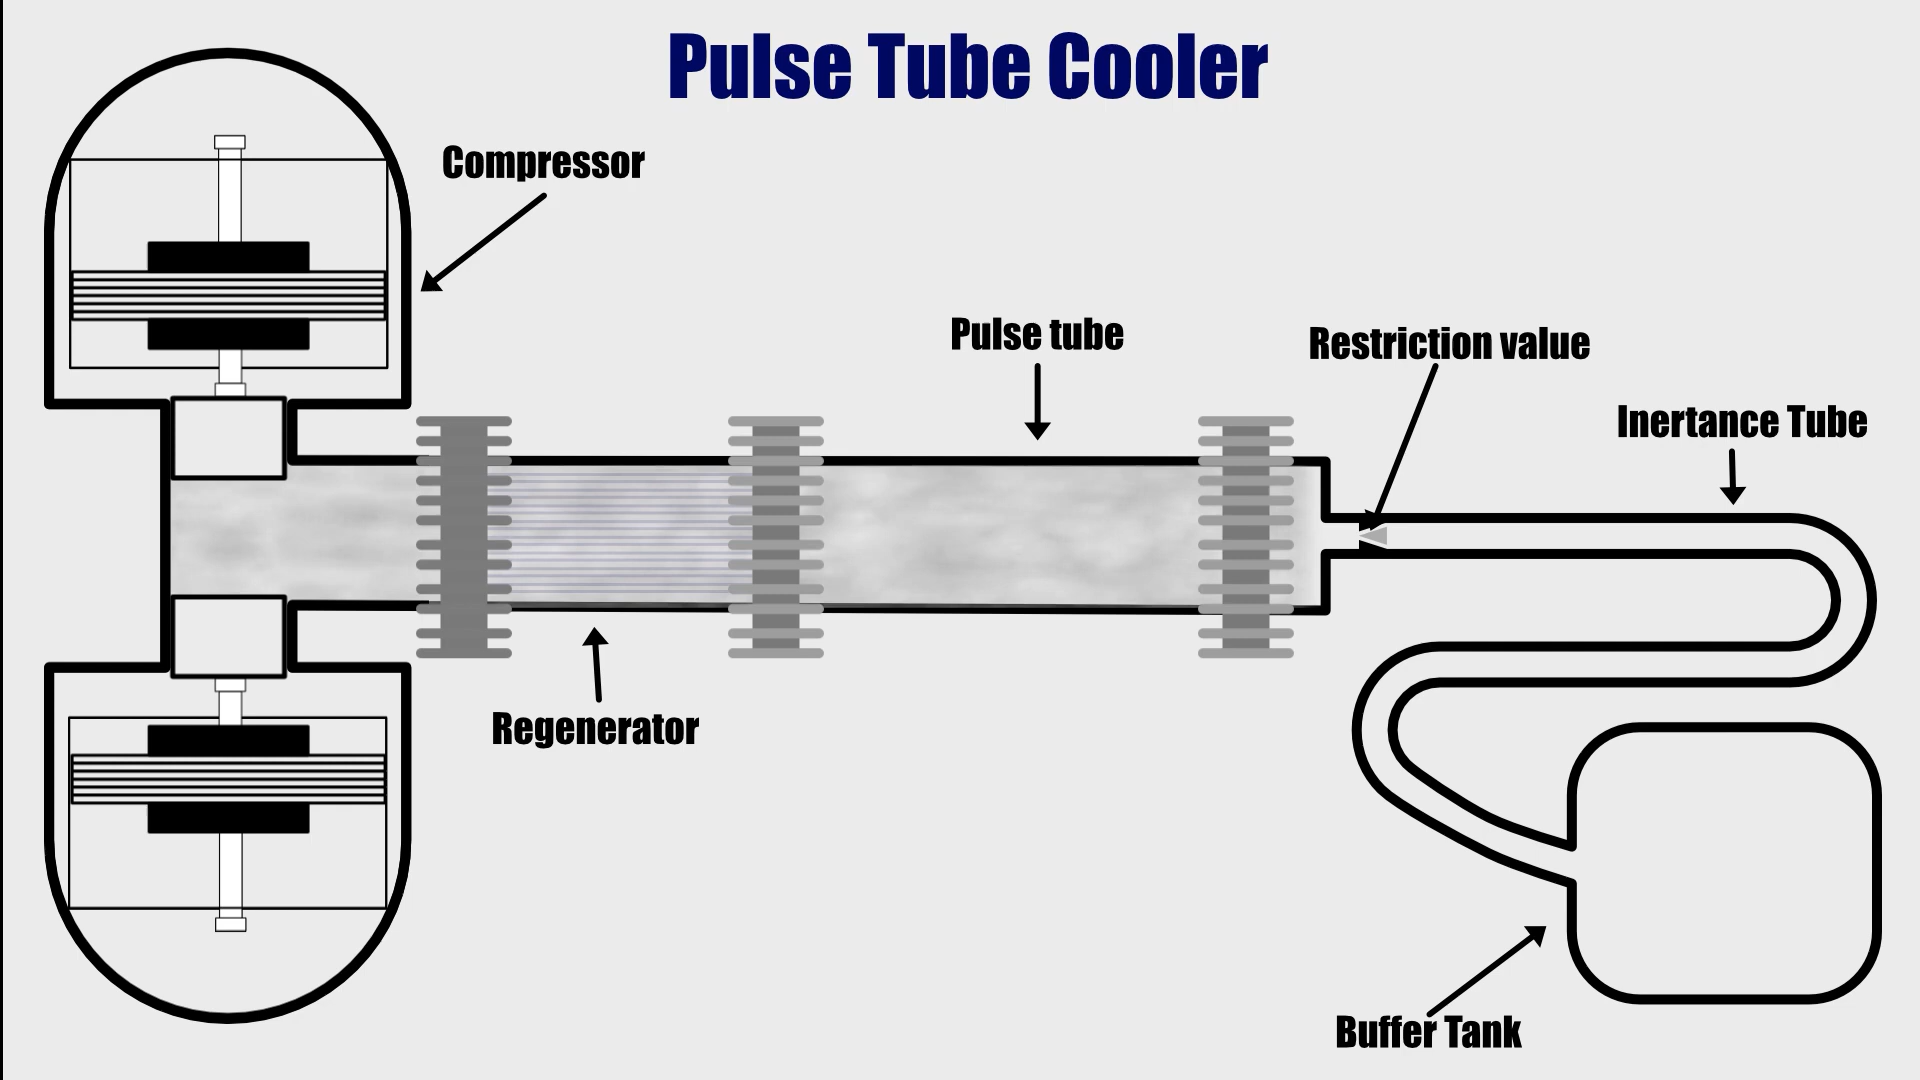 Pulse Tube Cooler
Compressor
Pulse tube
Restriction value
Inertance Tube
Regenerator
Buffer Tank